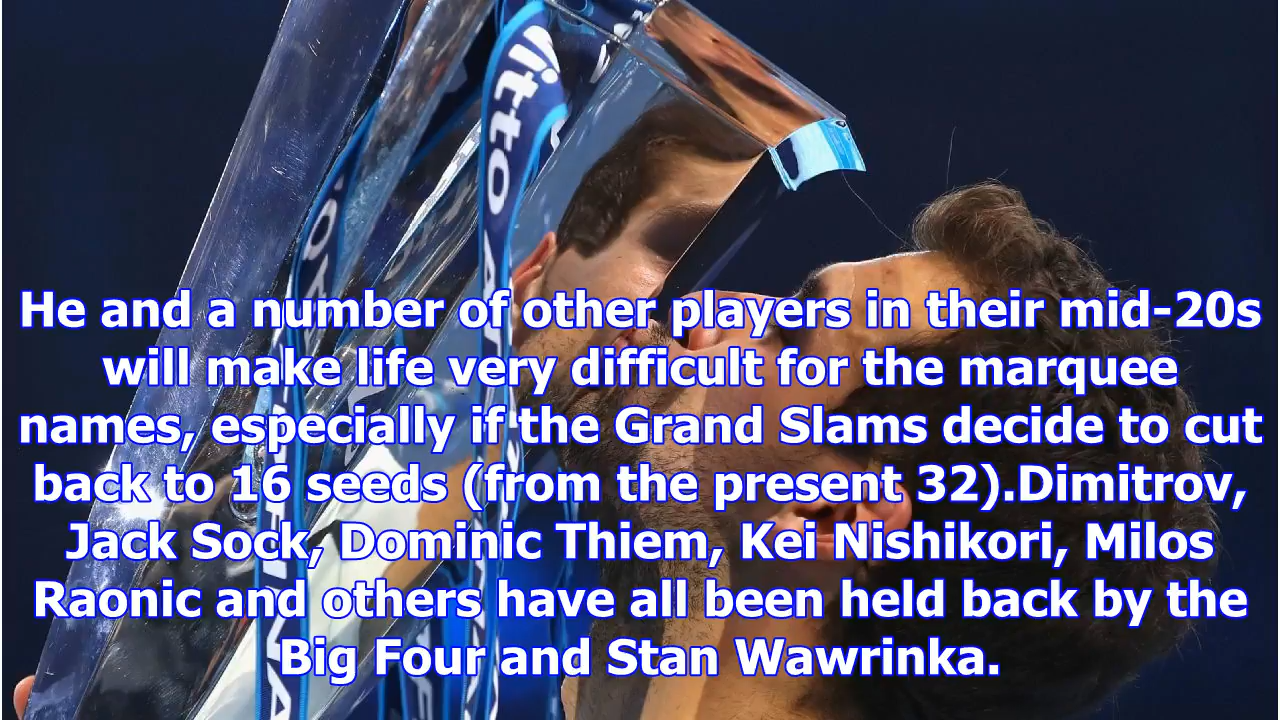 Nitto A
He and a number of other players in their mid-20s
will make life very difficult for the marquee
names, especially if the Grand Slams decide to cut
back to 16 seeds (from the present 32).Dimitrov,
Jack Sock, Dominic Thiem, Kei Nishikori, Milos
Raonic and others have all been held back by the
Big Four and Stan Wawrinka.